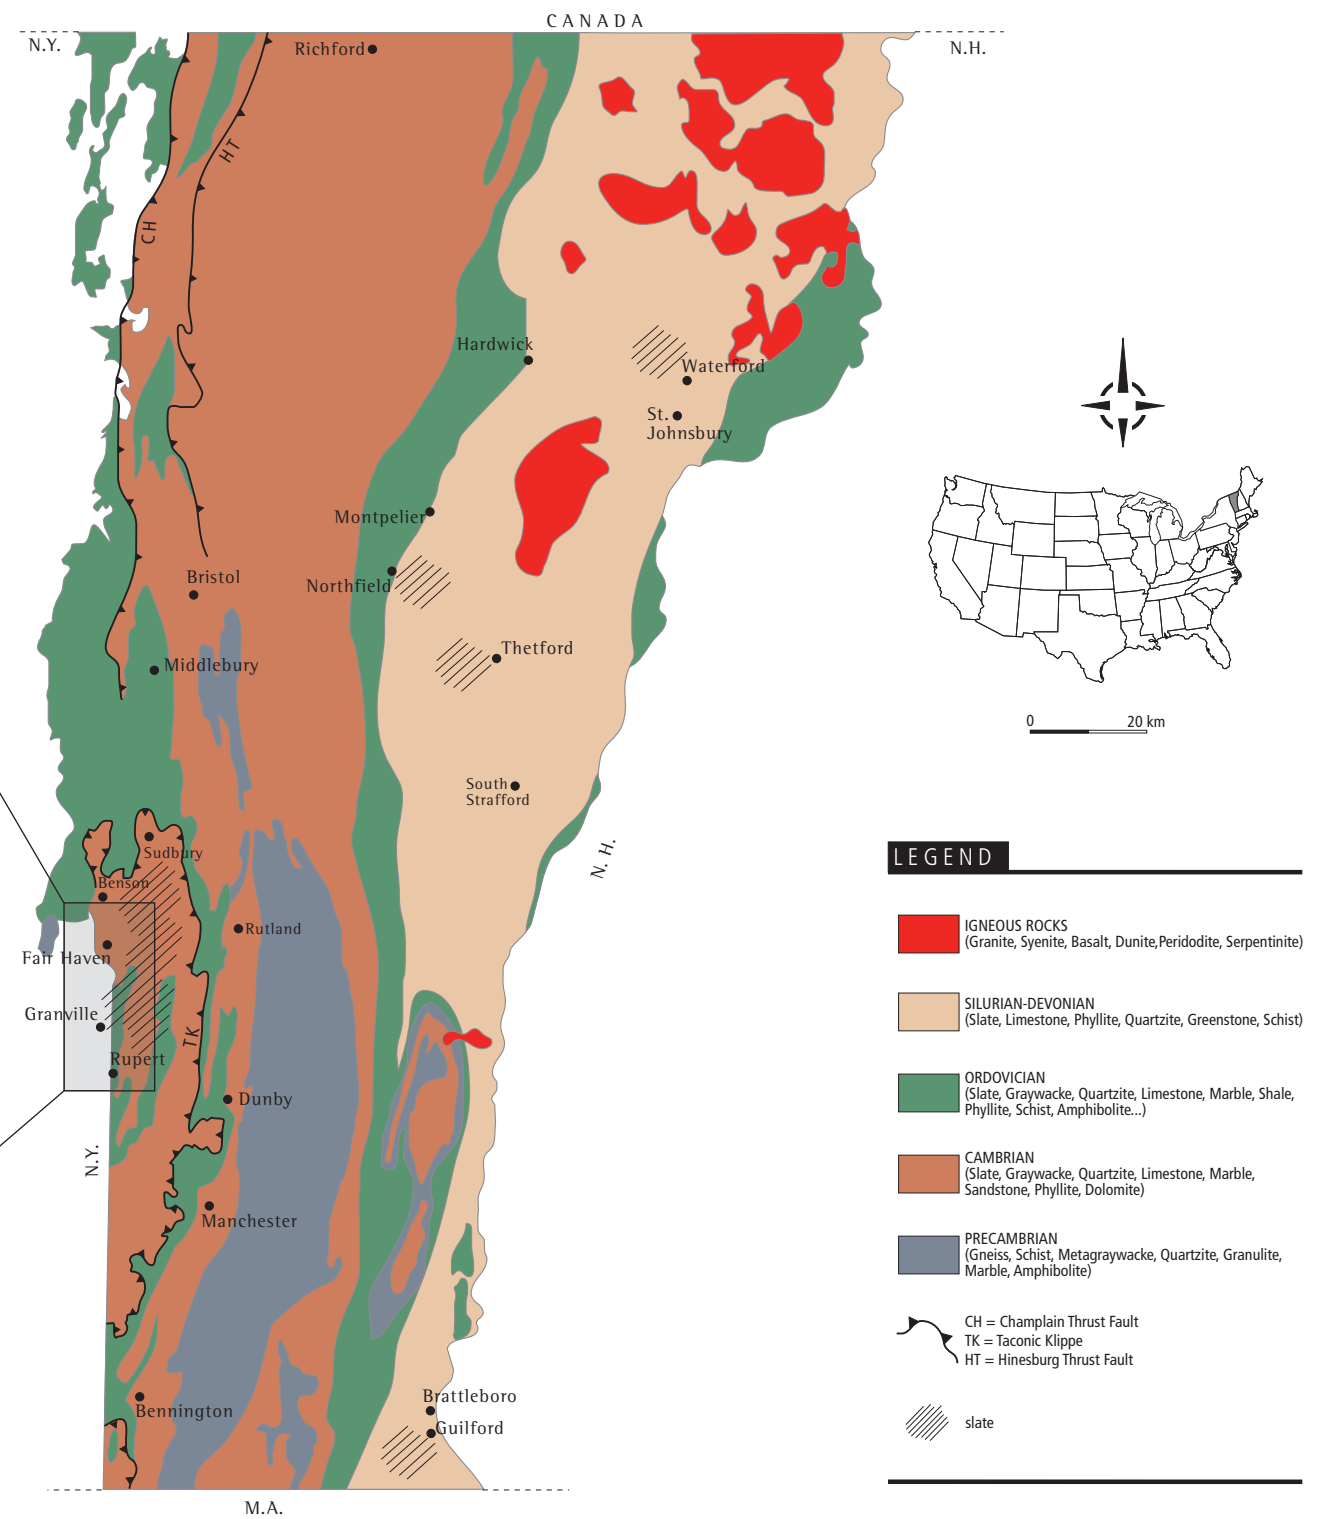 CANADA
N.Y.
N.H.
Richford
HT
CH
Hardwick
Waterford
St.
Johnsbury
Montpelier
Northfield
Bristol
Thetford
Middlebury
0 20 km
South
Strafford
Sudbury
N. H.
LEGEND
Benson
Rutland
IGNEOUS ROCKS
(Granite, Syenite, Basalt, Dunite,Peridodite, Serpentinite)
Fair Haven
SILURIAN-DEVONIAN
(Slate, Limestone, Phyllite, Quartzite, Greenstone, Schist)
Granville
TK
Rupert
ORDOVICIAN
(Slate, Graywacke, Quartzite, Limestone, Marble, Shale,
Phyllite, Schist, Amphibolite...)
Dunby
N.Y.
CAMBRIAN
(Slate, Graywacke, Quartzite, Limestone, Marble,
Sandstone, Phyllite, Dolomite)
Manchester
PRECAMBRIAN
(Gneiss, Schist, Metagraywacke, Quartzite, Granulite,
Marble, Amphibolite)
CH = Champlain Thrust Fault
TK = Taconic Klippe
HT = Hinesburg Thrust Fault
Brattleboro
Bennington
Guilford
slate
M.A.